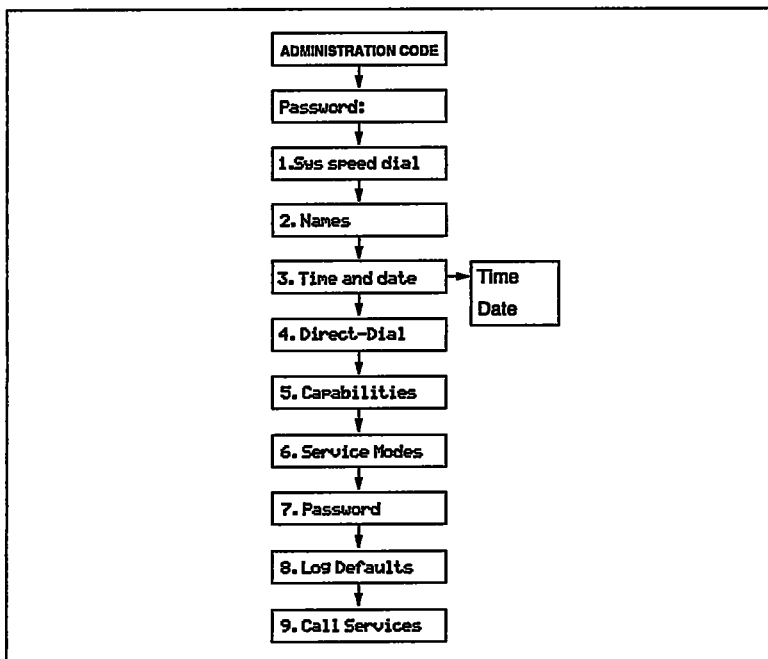 ADMINISTRATION CODE
Password:
1.Sys speed dial
2. Names
3. Time and date
Time
Date
4. Direct-Dial
5. Capabilities
6. Service Modes
7. Password
8. Log Defaults
9. Call Services